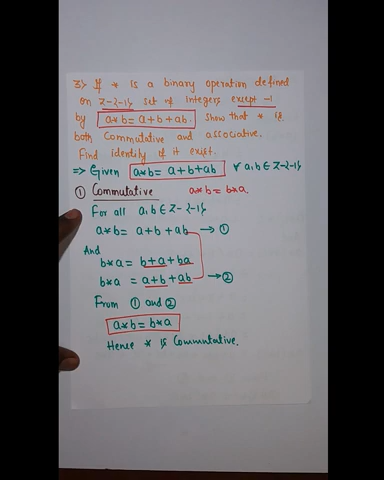 3) If * is a binary operation defined
on Z-{-1} set of integers except -1
by a*b= a+b+ab. Show that * is
both Commutative and associative.
Find identity if it exist.
=> Given a*b= a+b+ab ∀ a,b ∈ Z-{-1}
① Commutative a*b = b*a
For all a,b ∈ Z-{-1}
a*b = a+b+ab → ①
And
b*a = b+a+ba
b*a = a+b+ab → ②
From ① and ②
a*b = b*a
Hence * is Commutative.